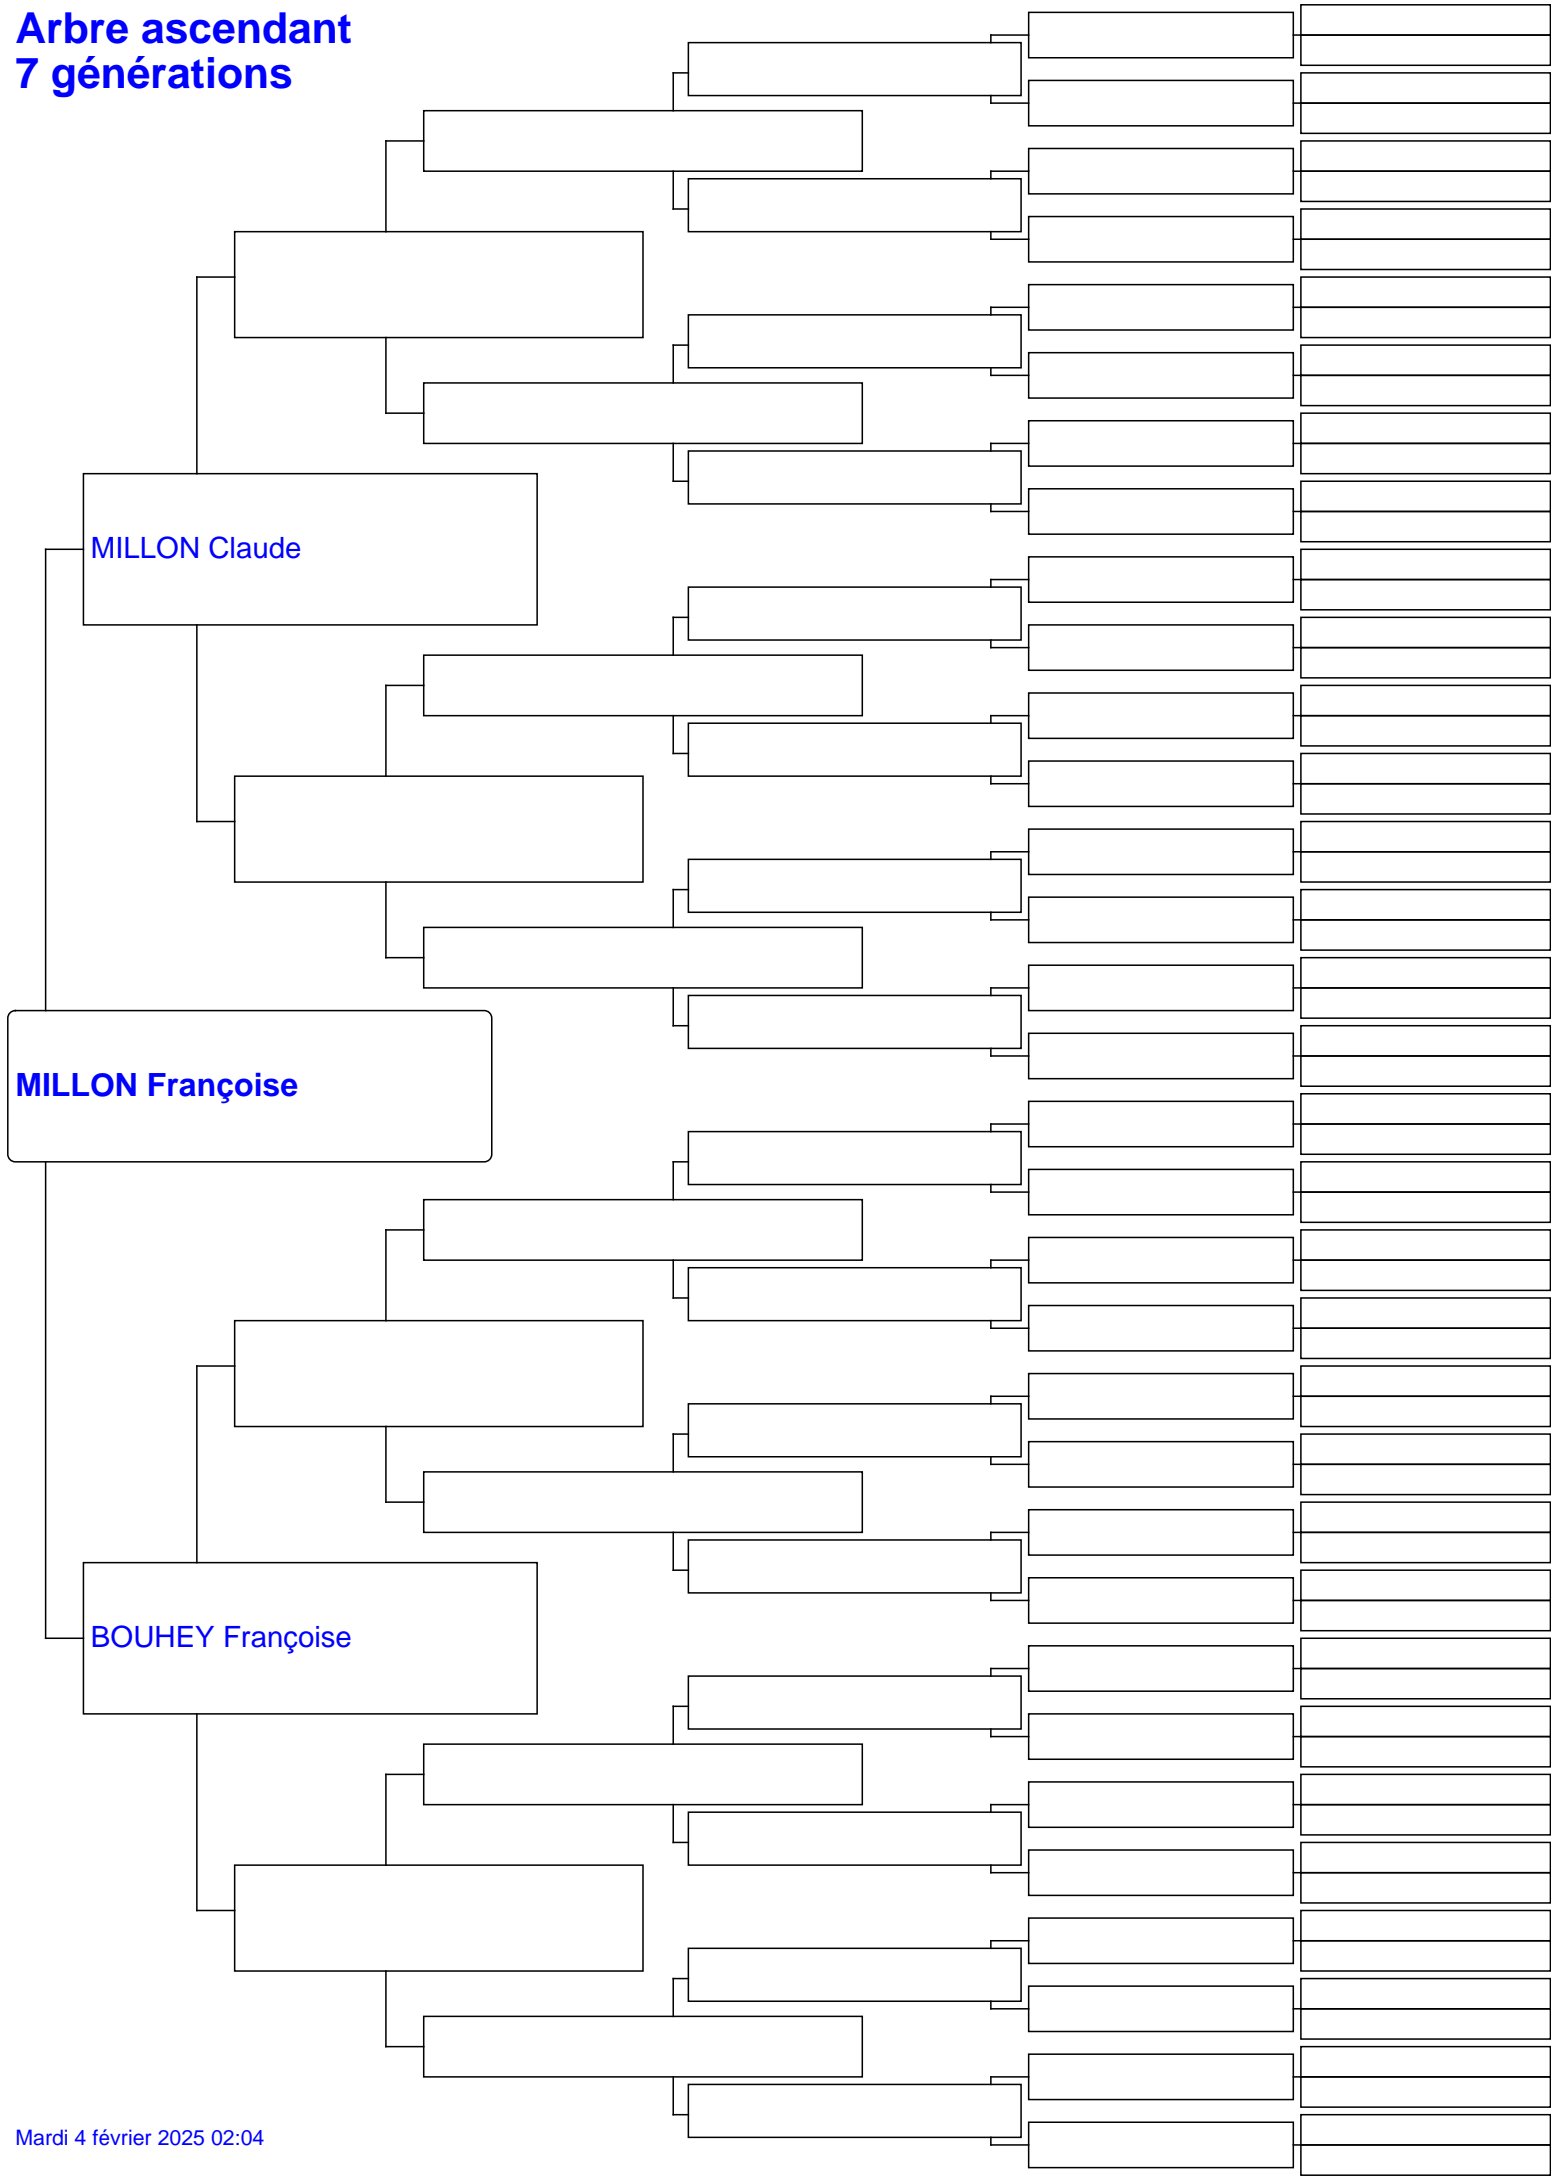 Arbre ascendant
7 générations
MILLON Claude
MILLON Françoise
BOUHEY Françoise
Mardi 4 février 2025 02:04